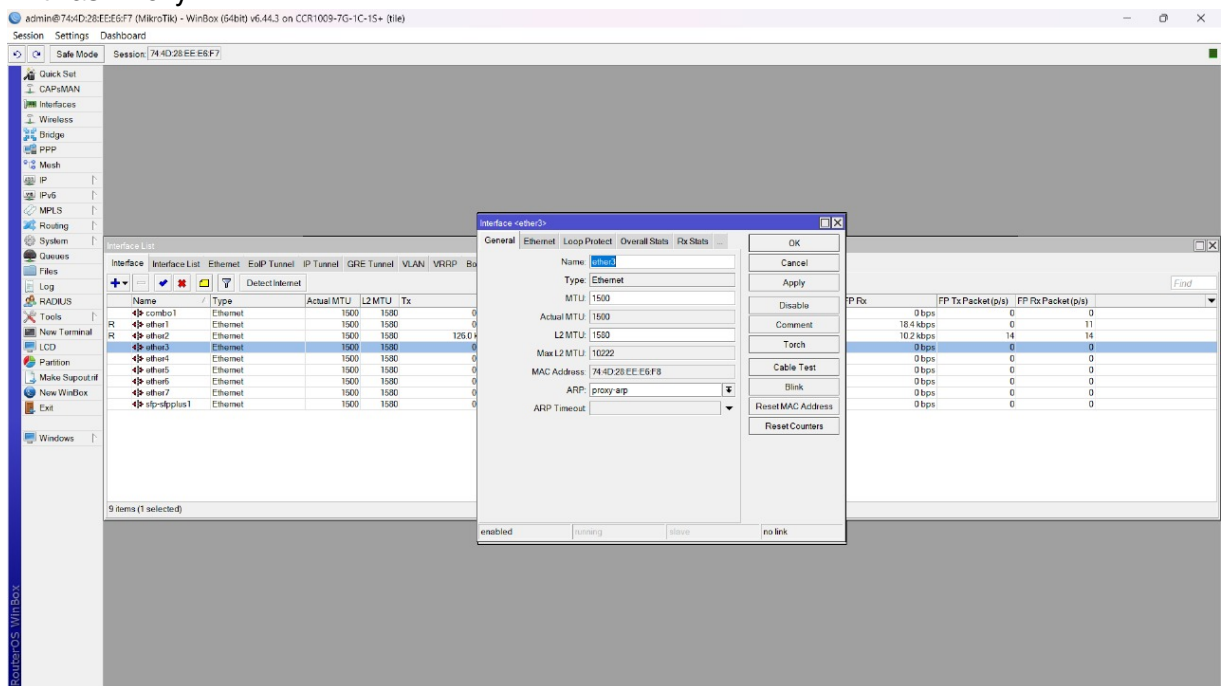 admin@74:4D:28:EE:E6:F7 (MikroTik) - WinBox (64bit) v6.44.3 on CCR1009-7G-1C-1S+ (tile)
Session Settings Dashboard
Safe Mode Session: 74:4D:28:EE:E6:F7
Quick Set
CAPsMAN
Interfaces
Wireless
Bridge
PPP
Mesh
IP
IPv6
MPLS
Routing
System
Queues
Files
Log
RADIUS
Tools
New Terminal
LCD
Partition
Make Supout.rif
New WinBox
Exit
Windows
RouterOS WinBox
Interface List
Interface Interface List Ethernet EoIP Tunnel IP Tunnel GRE Tunnel VLAN VRRP Bo
Detect Internet Find
Name Type Actual MTU L2 MTU Tx FP Rx FP Tx Packet (p/s) FP Rx Packet (p/s)
combo1 Ethernet 1500 1580 0 0 bps 0 0
R ether1 Ethernet 1500 1580 0 18.4 kbps 0 11
R ether2 Ethernet 1500 1580 126.0 k 10.2 kbps 14 14
ether3 Ethernet 1500 1580 0 0 bps 0 0
ether4 Ethernet 1500 1580 0 0 bps 0 0
ether5 Ethernet 1500 1580 0 0 bps 0 0
ether6 Ethernet 1500 1580 0 0 bps 0 0
ether7 Ethernet 1500 1580 0 0 bps 0 0
sfp-sfpplus1 Ethernet 1500 1580 0 0 bps 0 0
9 items (1 selected)
Interface <ether3>
General Ethernet Loop Protect Overall Stats Rx Stats ...
Name: ether3
Type: Ethernet
MTU: 1500
Actual MTU: 1500
L2 MTU: 1580
Max L2 MTU: 10222
MAC Address: 74:4D:28:EE:E6:F8
ARP: proxy-arp
ARP Timeout:
OK
Cancel
Apply
Disable
Comment
Torch
Cable Test
Blink
Reset MAC Address
Reset Counters
enabled running slave no link